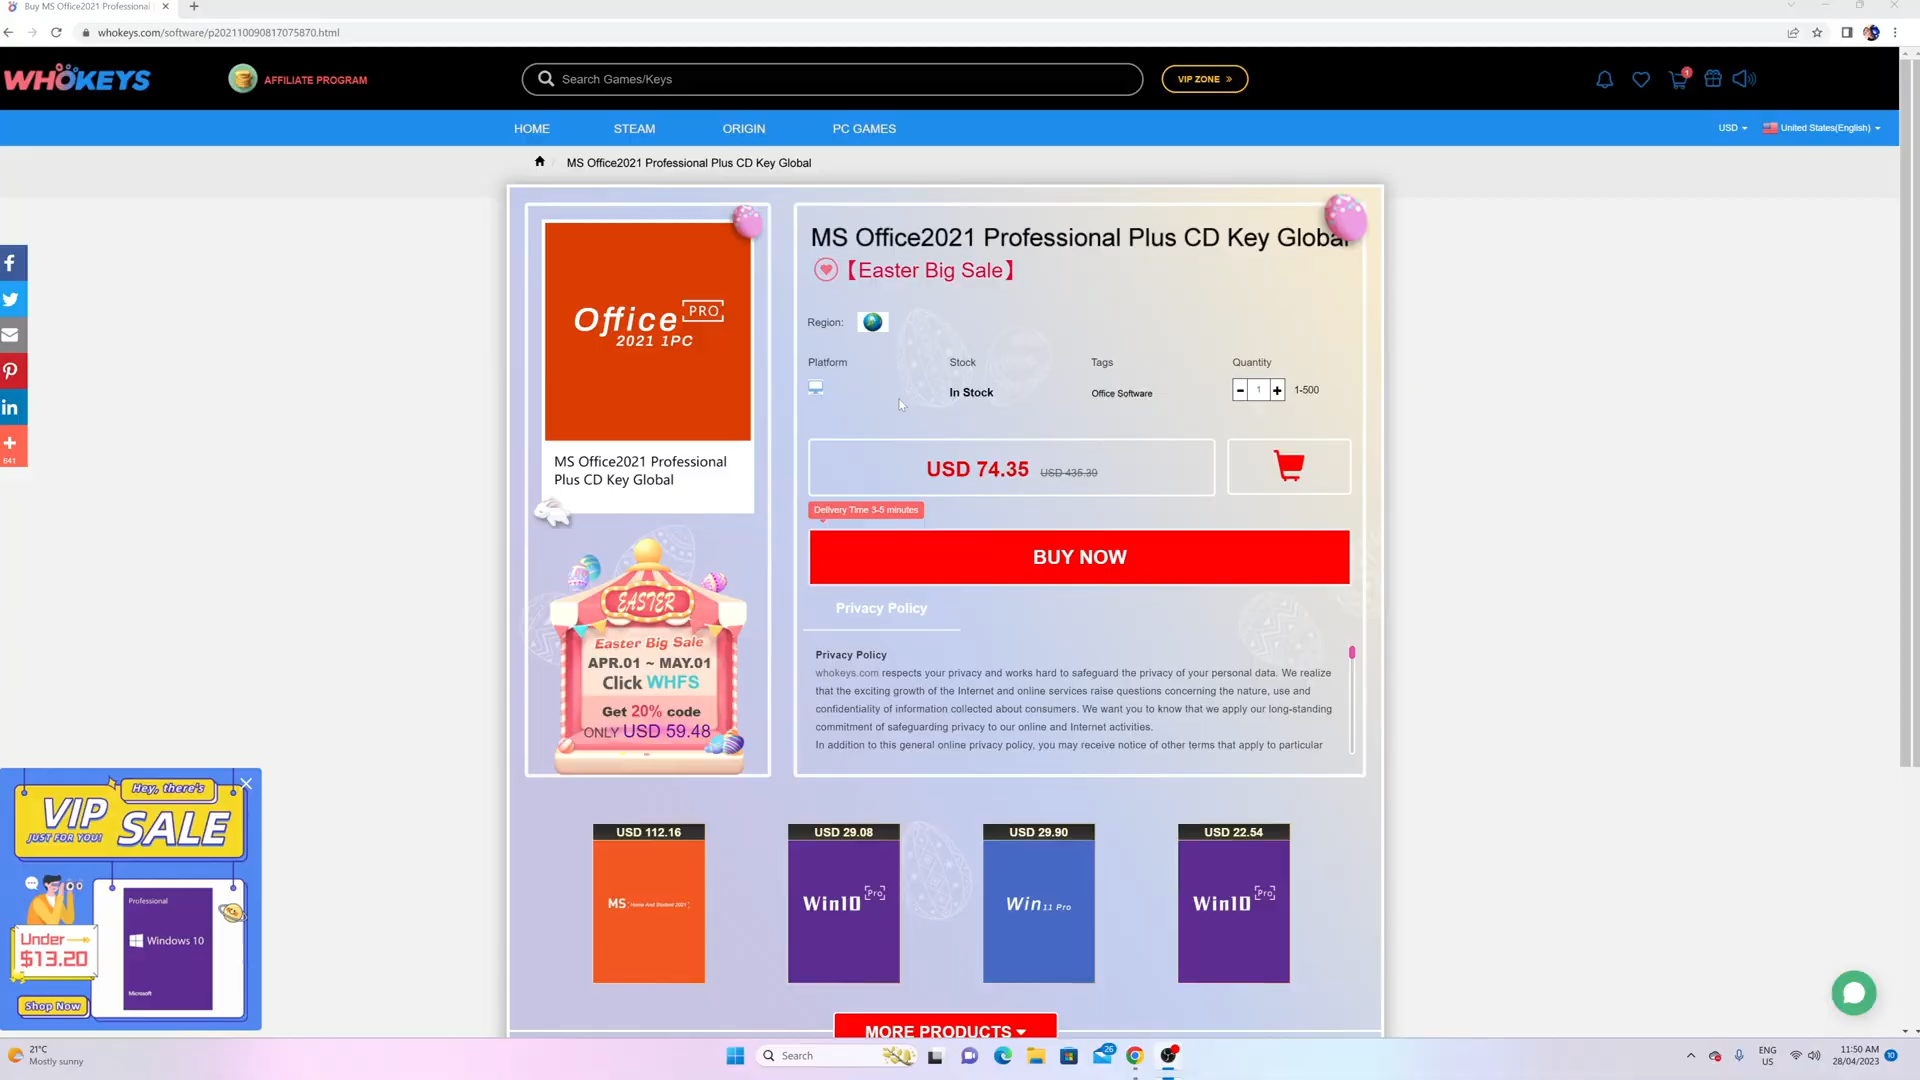 Buy MS Office2021 Professional
whokeys.com/software/p202110090817075870.html
WHOKEYS
AFFILIATE PROGRAM
Search Games/Keys
VIP ZONE »
1
HOME
STEAM
ORIGIN
PC GAMES
USD
United States(English)
MS Office2021 Professional Plus CD Key Global
641
Office PRO
2021 1PC
MS Office2021 Professional
Plus CD Key Global
EASTER
Easter Big Sale
APR.01 ~ MAY.01
Click WHFS
Get 20% code
ONLY USD 59.48
MS Office2021 Professional Plus CD Key Global
【Easter Big Sale】
Region:
Platform
Stock
Tags
Quantity
In Stock
Office Software
- 1 +
1-500
USD 74.35 USD 435.39
Delivery Time 3-5 minutes
BUY NOW
Privacy Policy
Privacy Policy
whokeys.com respects your privacy and works hard to safeguard the privacy of your personal data. We realize
that the exciting growth of the Internet and online services raise questions concerning the nature, use and
confidentiality of information collected about consumers. We want you to know that we apply our long-standing
commitment of safeguarding privacy to our online and Internet activities.
In addition to this general online privacy policy, you may receive notice of other terms that apply to particular
Hey, there's
VIP
JUST FOR YOU!
SALE
Professional
Windows 10
Microsoft
Under
$13.20
Shop Now
USD 112.16
MS Home And Student 2021
USD 29.08
Win10 Pro
USD 29.90
Win 11 Pro
USD 22.54
Win10 Pro
MORE PRODUCTS
21°C
Mostly sunny
Search
26
ENG
US
11:50 AM
28/04/2023
10